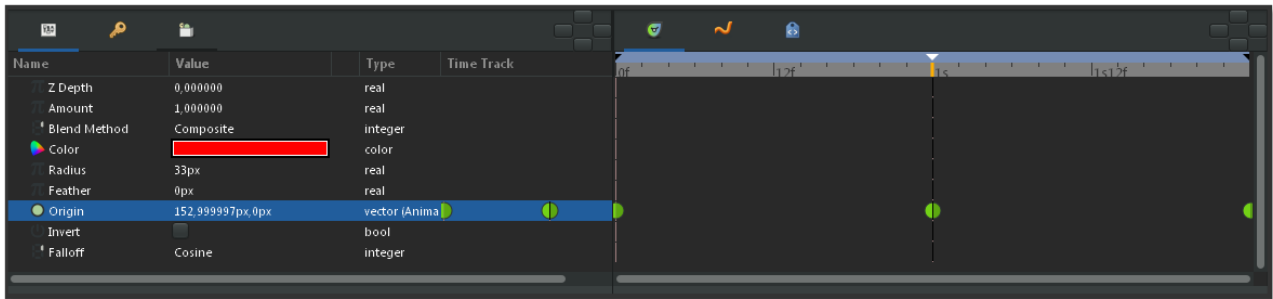 Name Value Type Time Track
0f 12f 1s 1s12f
Z Depth 0,000000 real
Amount 1,000000 real
Blend Method Composite integer
Color color
Radius 33px real
Feather 0px real
Origin 152,999997px,0px vector (Anima
Invert bool
Falloff Cosine integer